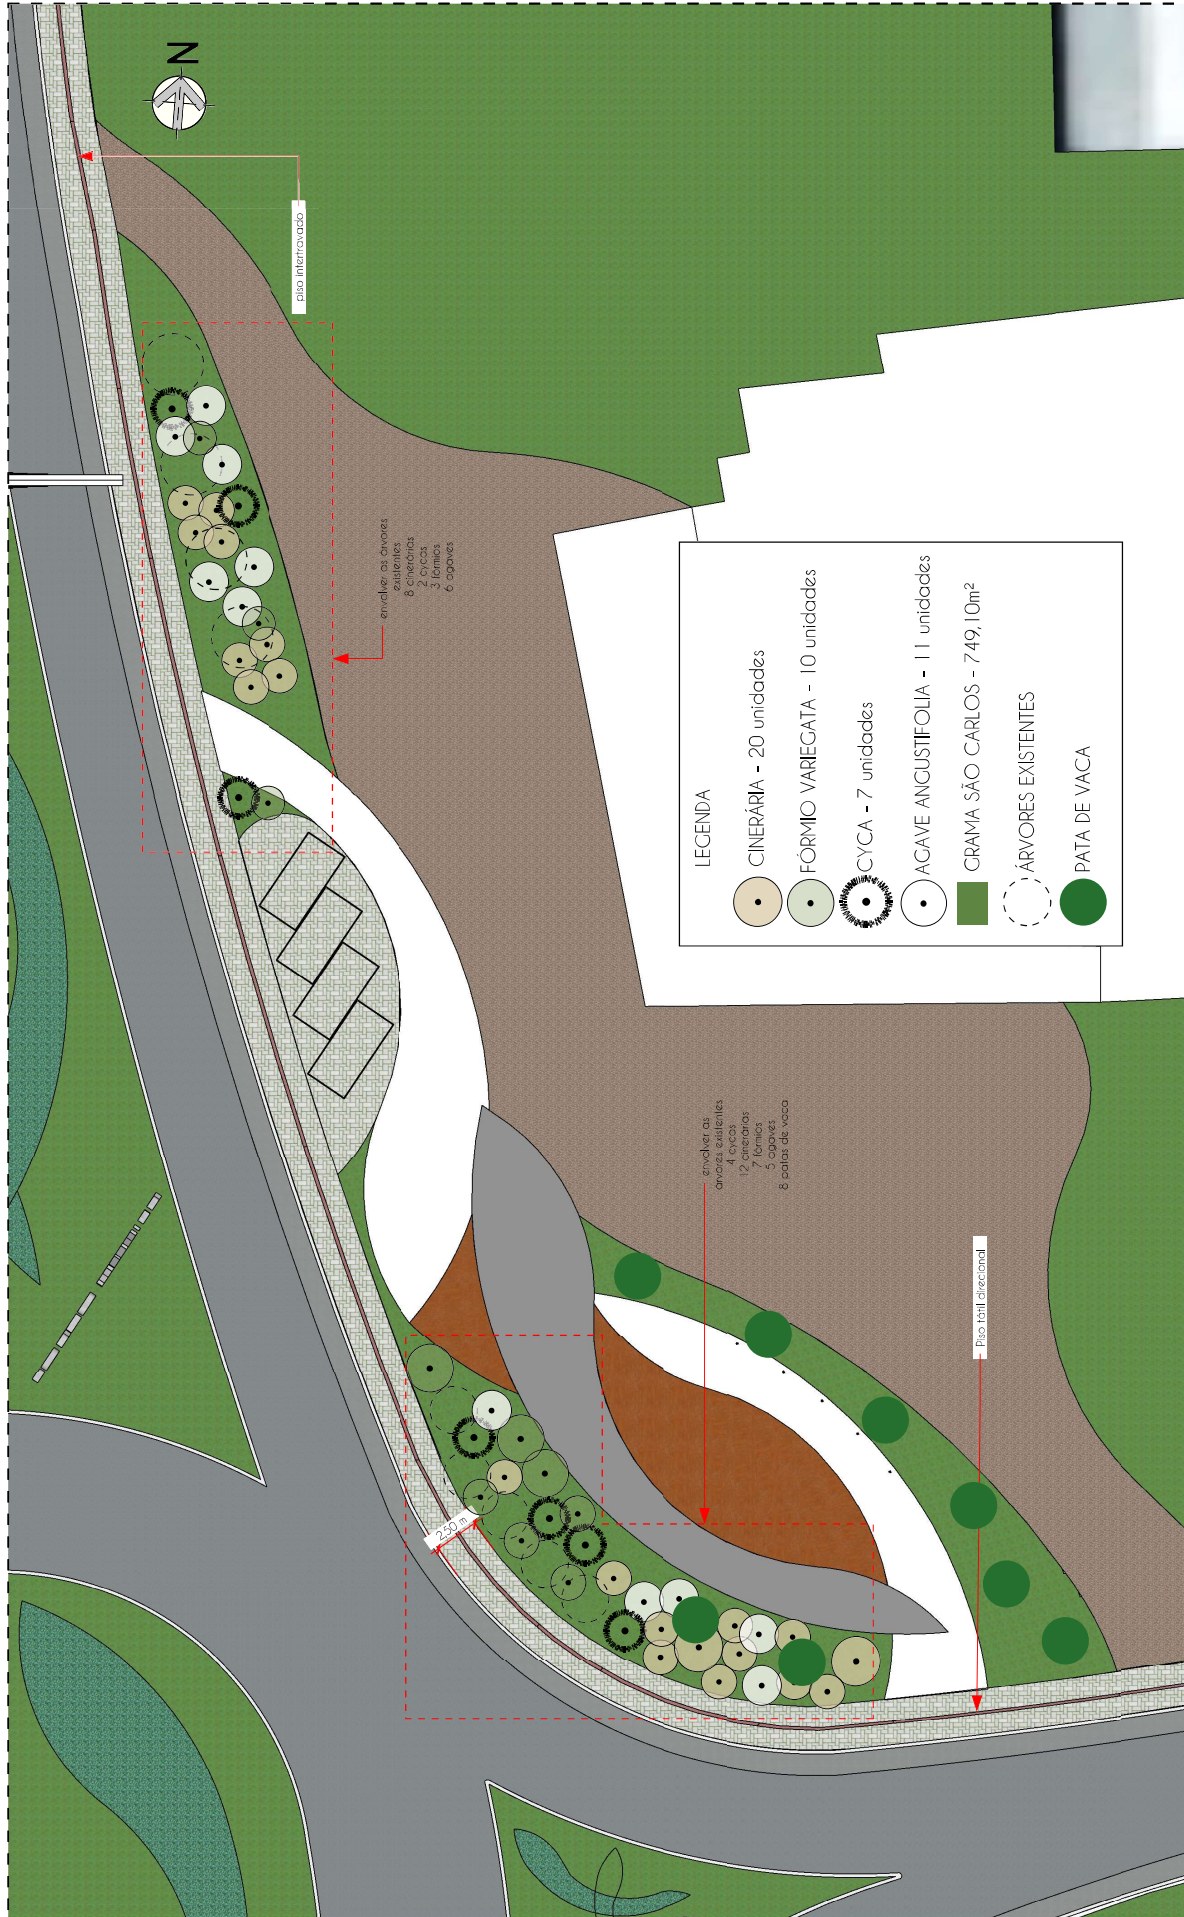 N
piso intertravado
envolver as árvores
existentes
8 cinerárias
2 cycas
3 fórmios
6 agaves
LEGENDA
CINERÁRIA - 20 unidades
FÓRMIO VARIEGATA - 10 unidades
CYCA - 7 unidades
AGAVE ANGUSTIFOLIA - 11 unidades
GRAMA SÃO CARLOS - 749,10m²
ÁRVORES EXISTENTES
PATA DE VACA
envolver as
árvores existentes
4 cycas
12 cinerárias
7 fórmios
5 agaves
8 patas de vaca
Piso tátil direcional
2,50 m